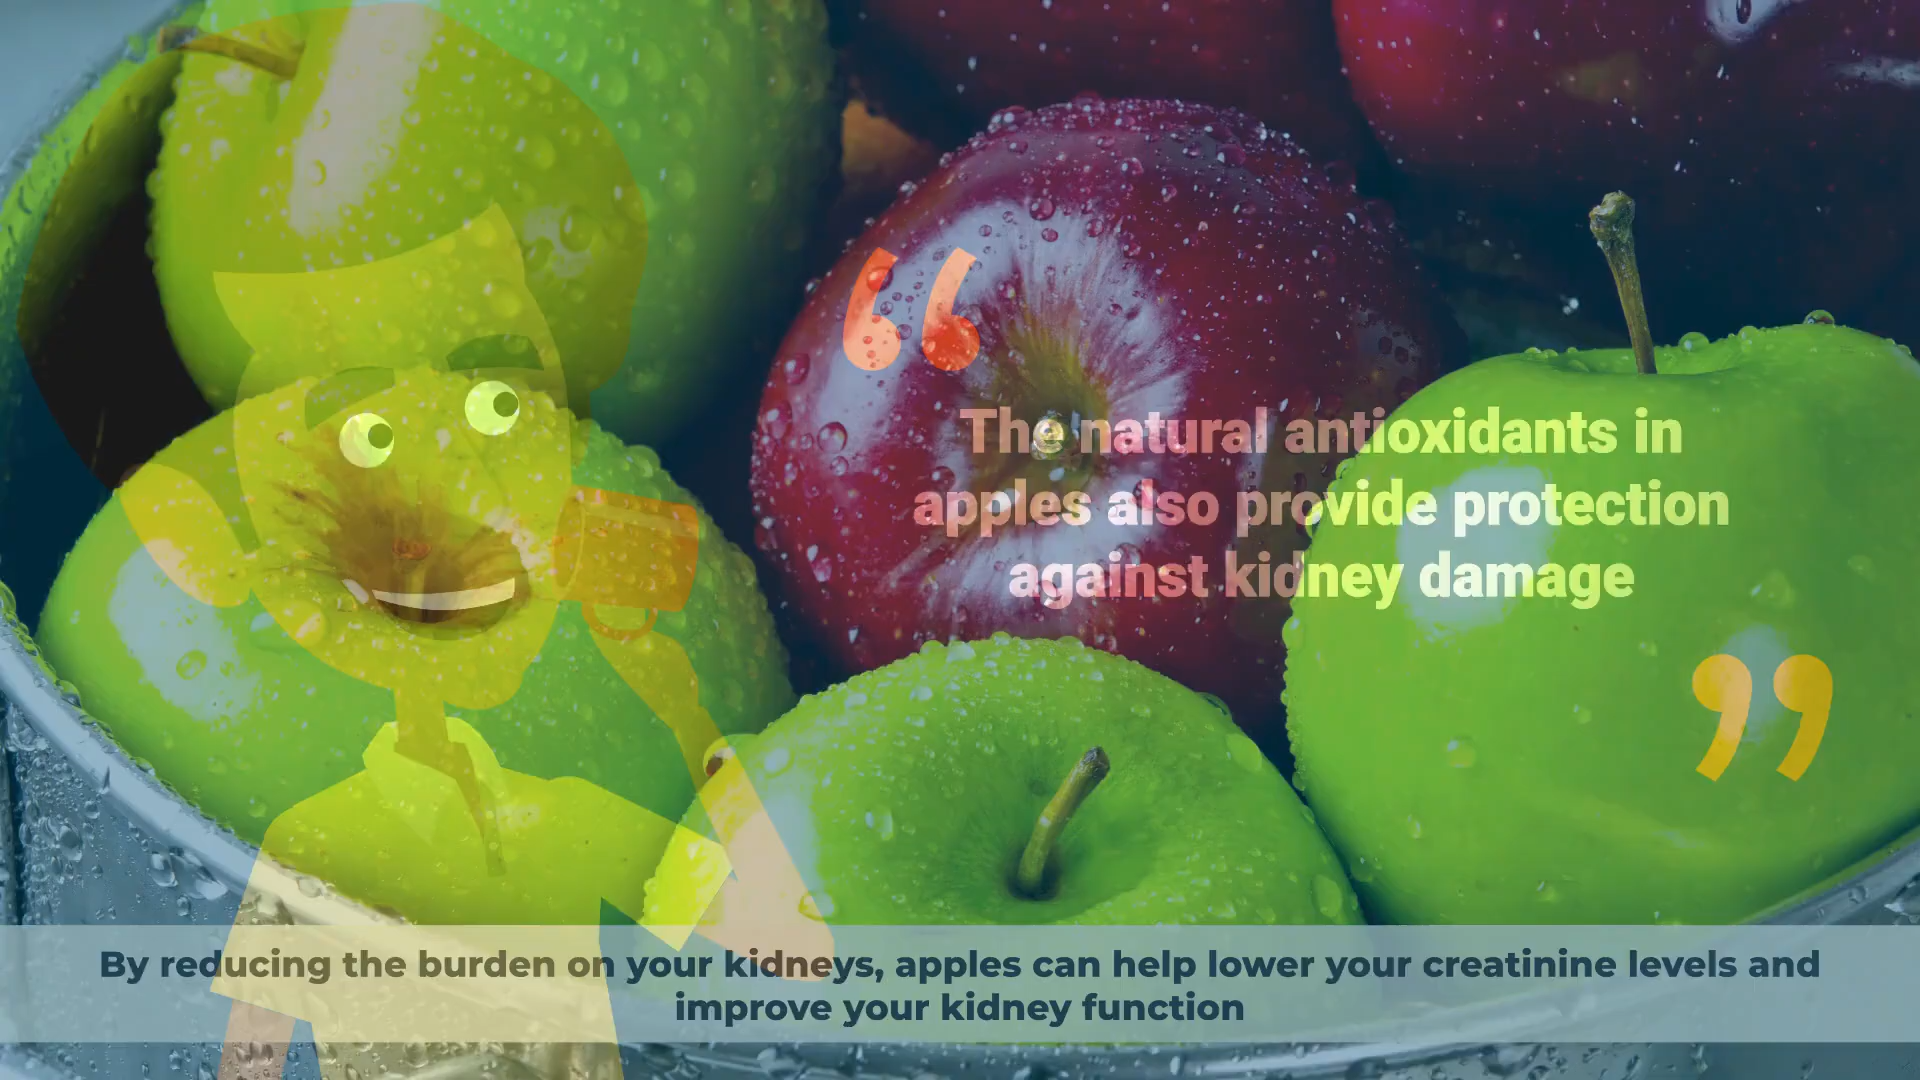 “
The natural antioxidants in
apples also provide protection
against kidney damage
”
By reducing the burden on your kidneys, apples can help lower your creatinine levels and
improve your kidney function